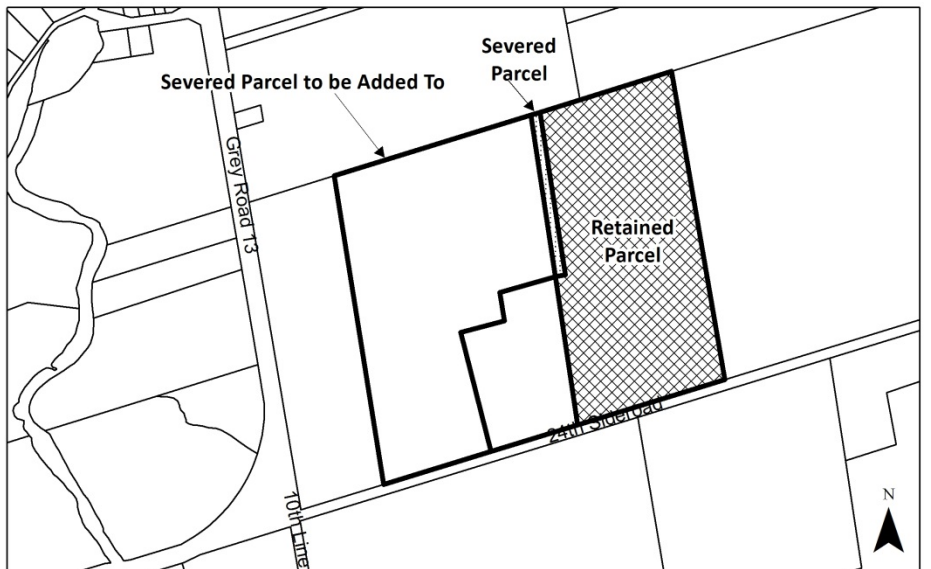 Severed
Parcel
Severed Parcel to be Added To
Grey Road 13
Retained
Parcel
24th Sideroad
10th Line
N